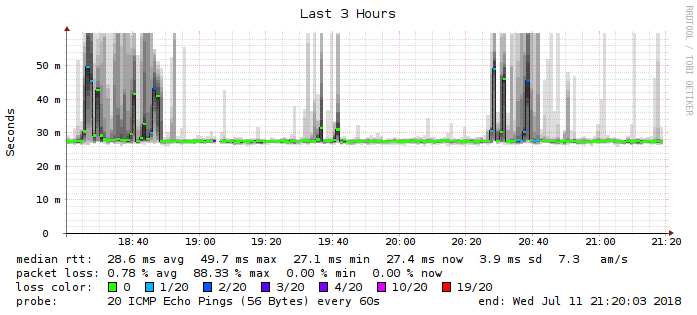 Last 3 Hours
RRDTOOL / TOBI OETIKER
Seconds
50 m
40 m
30 m
20 m
10 m
0
18:40 19:00 19:20 19:40 20:00 20:20 20:40 21:00 21:20
median rtt: 28.6 ms avg 49.7 ms max 27.1 ms min 27.4 ms now 3.9 ms sd 7.3 am/s
packet loss: 0.78 % avg 88.33 % max 0.00 % min 0.00 % now
loss color: 0 1/20 2/20 3/20 4/20 10/20 19/20
probe: 20 ICMP Echo Pings (56 Bytes) every 60s end: Wed Jul 11 21:20:03 2018